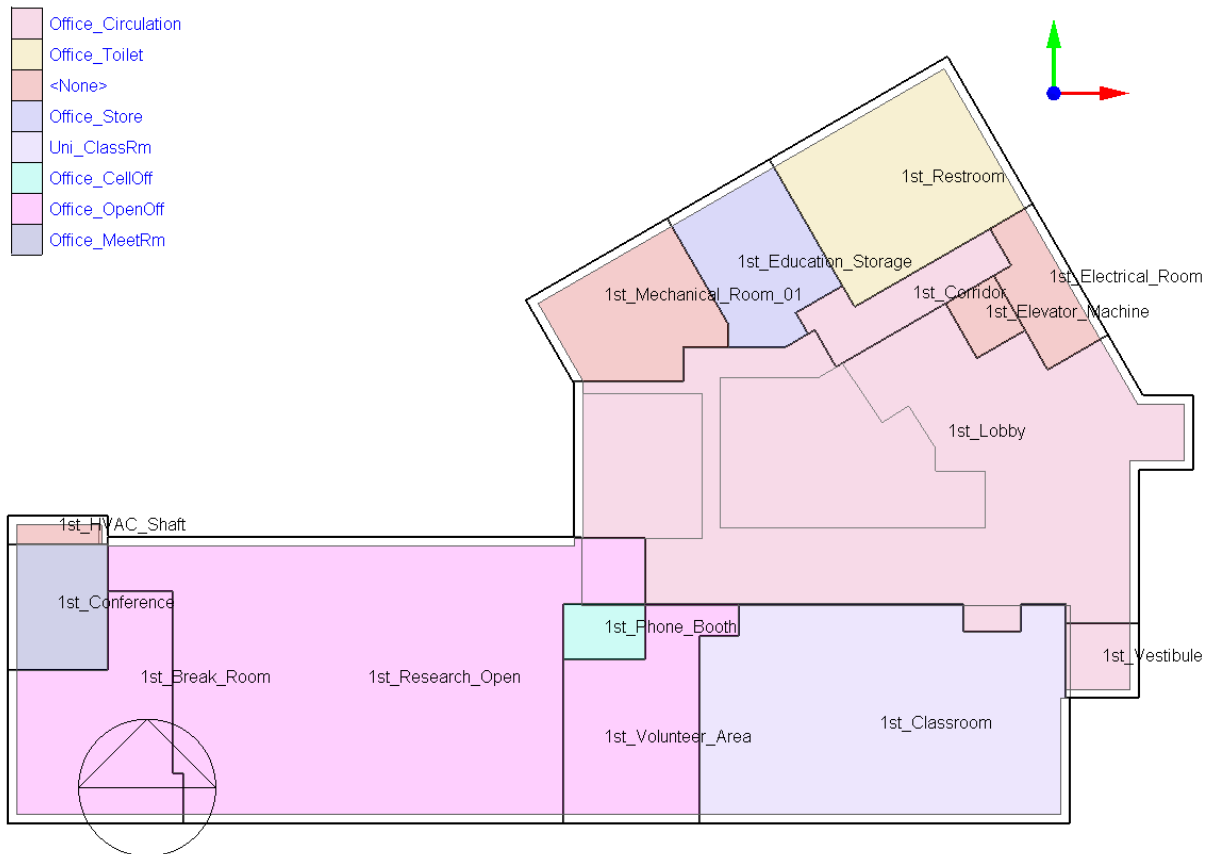 Office_Circulation
Office_Toilet
<None>
Office_Store
Uni_ClassRm
Office_CellOff
Office_OpenOff
Office_MeetRm
1st_Restroom
1st_Education_Storage
1st_Electrical_Room
1st_Mechanical_Room_01
1st_Corridor
1st_Elevator_Machine
1st_Lobby
1st_HVAC_Shaft
1st_Conference
1st_Phone_Booth
1st_Vestibule
1st_Break_Room
1st_Research_Open
1st_Classroom
1st_Volunteer_Area